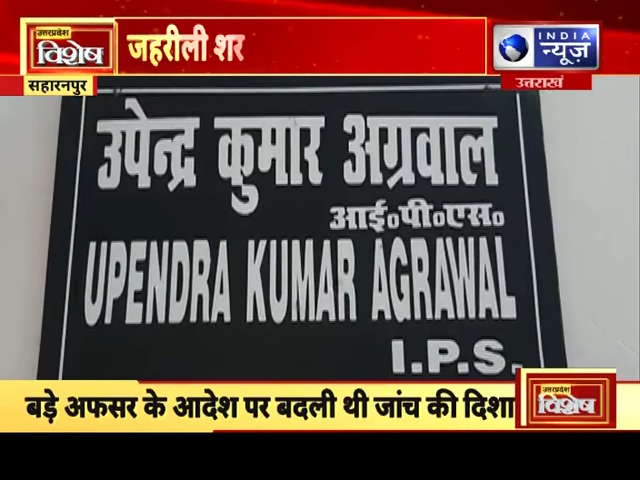 उत्तरप्रदेश
विशेष
जहरीली शर
INDIA
न्यूज़
सहारनपुर
उत्तराखं
उपेन्द्र कुमार अग्रवाल
आई०पी०एस०
UPENDRA KUMAR AGRAWAL
I.P.S.
बड़े अफसर के आदेश पर बदली थी जांच की दिशा
उत्तरप्रदेश
विशेष